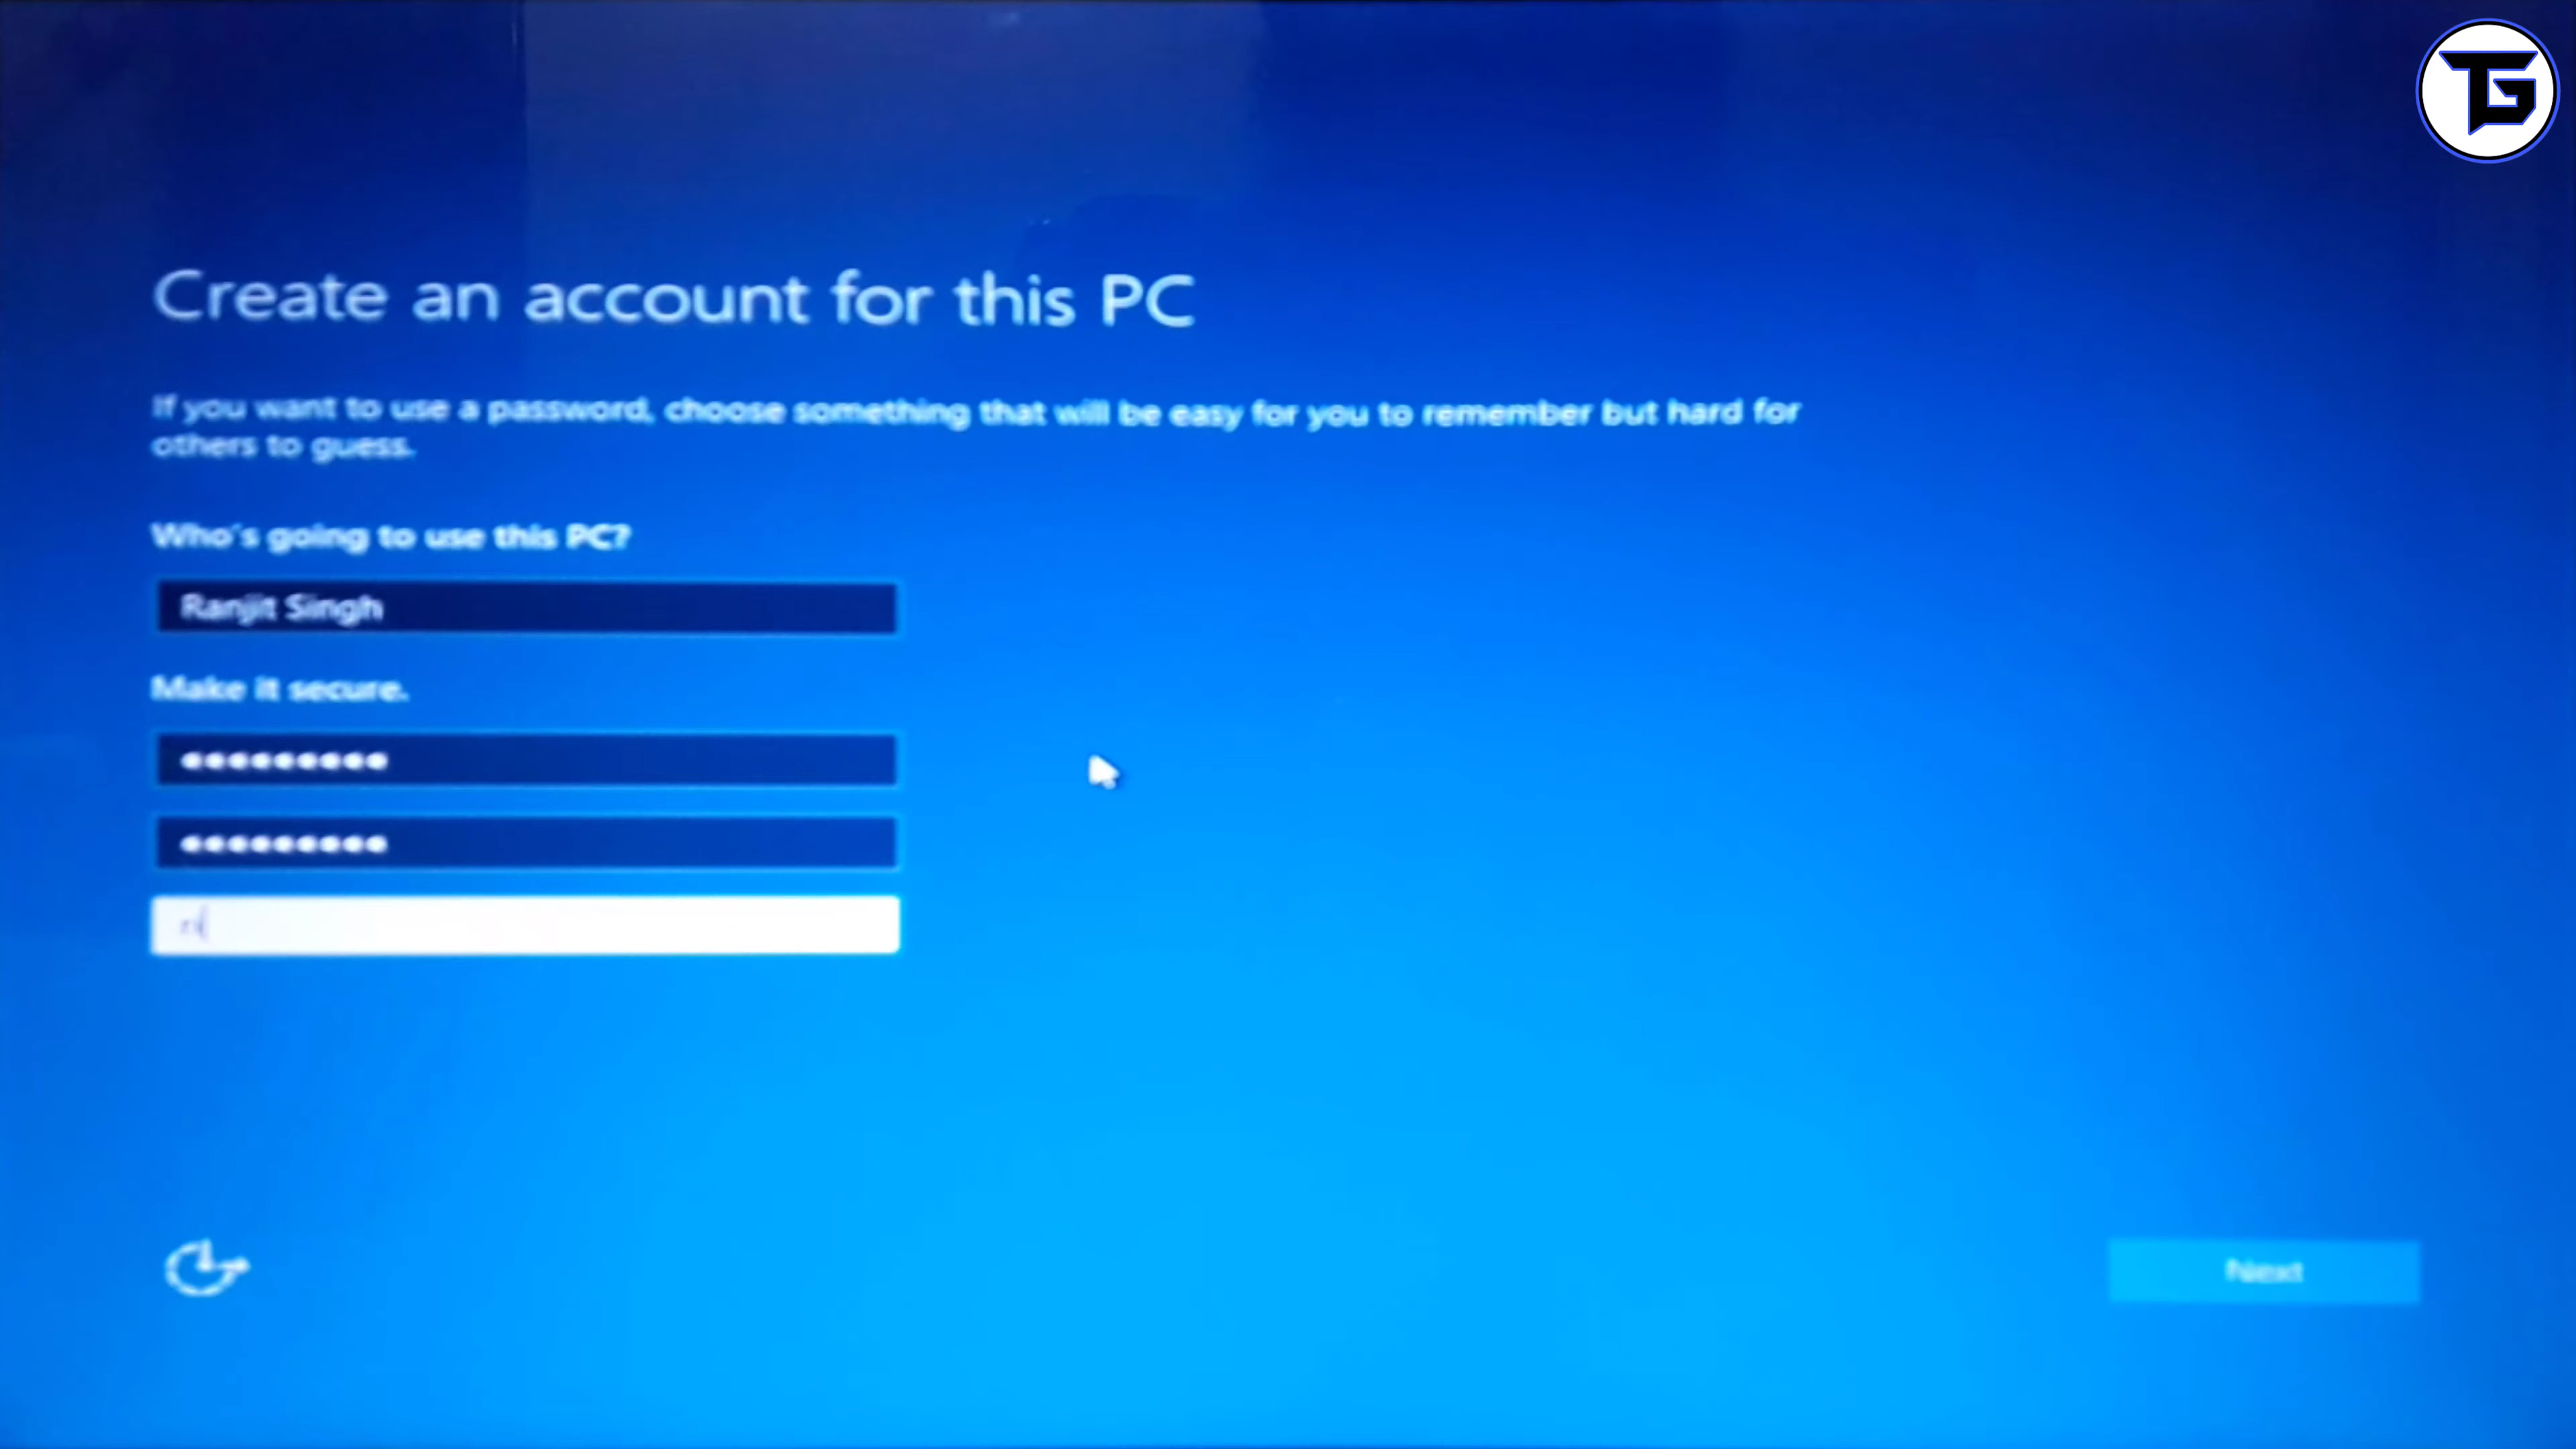 TG
Create an account for this PC
If you want to use a password, choose something that will be easy for you to remember but hard for
others to guess.
Who's going to use this PC?
Ranjit Singh
Make it secure.
●●●●●●●●●
●●●●●●●●●
Next